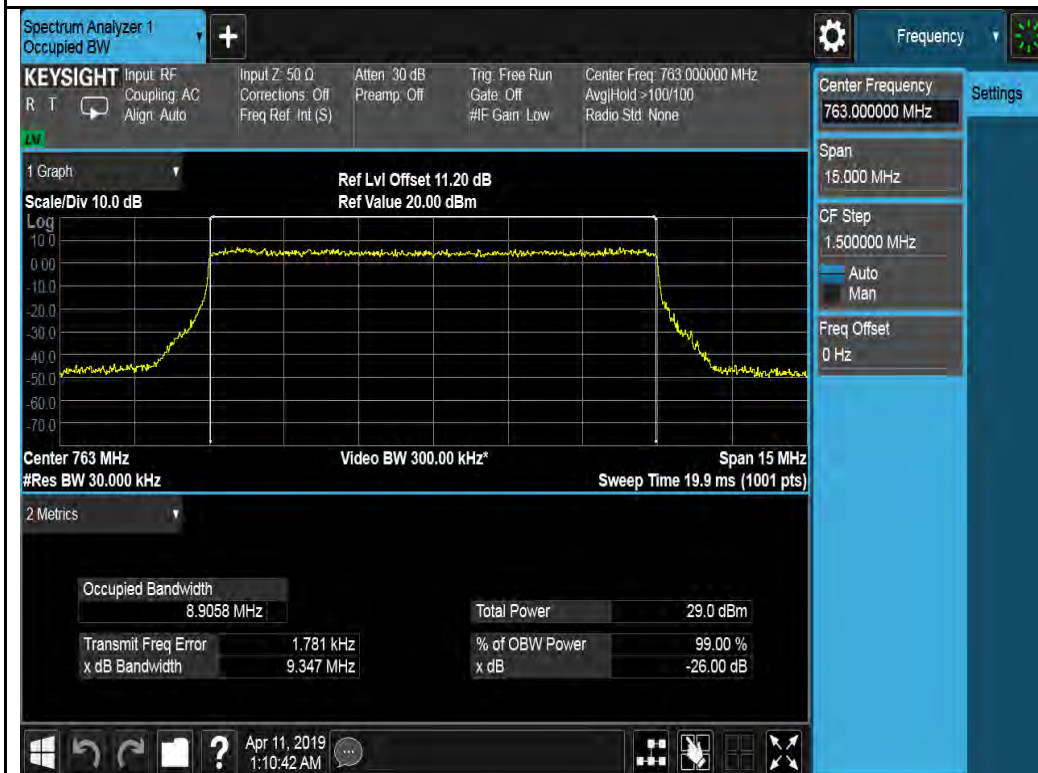 Spectrum Analyzer 1
Occupied BW
+
Frequency
KEYSIGHT
R T
Input: RF
Coupling: AC
Align: Auto
Input Z: 50 Ω
Corrections: Off
Freq Ref: Int (S)
Atten: 30 dB
Preamp: Off
Trig: Free Run
Gate: Off
#IF Gain: Low
Center Freq: 763.000000 MHz
Avg|Hold >100/100
Radio Std: None
Center Frequency
763.000000 MHz
Settings
Span
15.000 MHz
CF Step
1.500000 MHz
Auto
Man
Freq Offset
0 Hz
1 Graph
Scale/Div 10.0 dB
Ref Lvl Offset 11.20 dB
Ref Value 20.00 dBm
Log
10.0
0.00
-10.0
-20.0
-30.0
-40.0
-50.0
-60.0
-70.0
Center 763 MHz
Video BW 300.00 kHz*
Span 15 MHz
#Res BW 30.000 kHz
Sweep Time 19.9 ms (1001 pts)
2 Metrics
Occupied Bandwidth
8.9058 MHz
Total Power 29.0 dBm
Transmit Freq Error 1.781 kHz
% of OBW Power 99.00 %
x dB Bandwidth 9.347 MHz
x dB -26.00 dB
?
Apr 11, 2019
1:10:42 AM